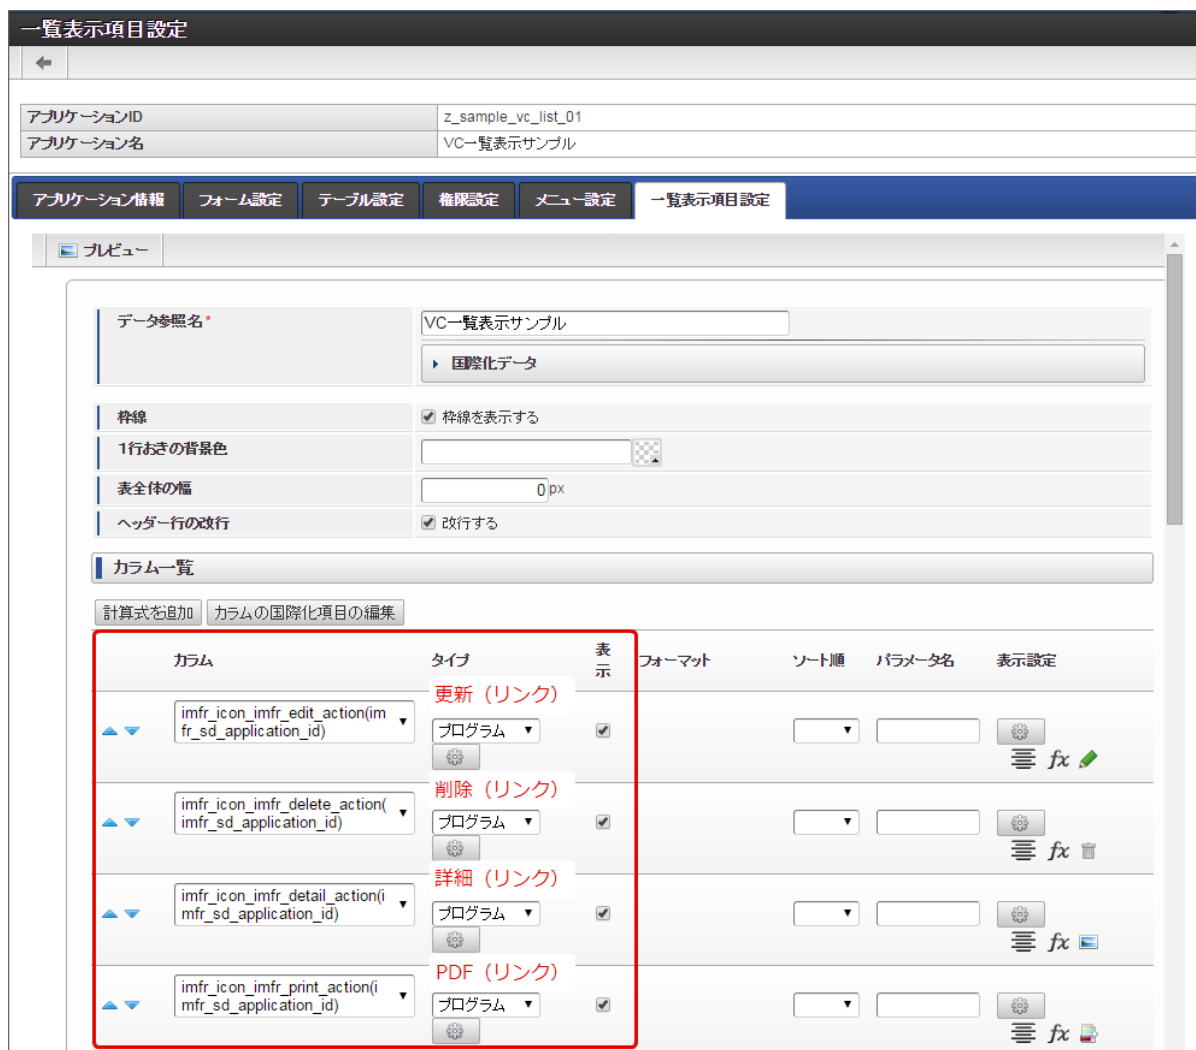 一覧表示項目設定
アプリケーションID z_sample_vc_list_01
アプリケーション名 VC一覧表示サンプル
アプリケーション情報 フォーム設定 テーブル設定 権限設定 メニュー設定 一覧表示項目設定
プレビュー
データ参照名* VC一覧表示サンプル
国際化データ
枠線 枠線を表示する
1行おきの背景色
表全体の幅 0 px
ヘッダー行の改行 改行する
カラム一覧
計算式を追加 カラムの国際化項目の編集
カラム タイプ 表示 フォーマット ソート順 パラメータ名 表示設定
更新（リンク）
imfr_icon_imfr_edit_action(im
fr_sd_application_id)
プログラム
fx
削除（リンク）
imfr_icon_imfr_delete_action(
imfr_sd_application_id)
プログラム
fx
詳細（リンク）
imfr_icon_imfr_detail_action(i
mfr_sd_application_id)
プログラム
fx
PDF（リンク）
imfr_icon_imfr_print_action(i
mfr_sd_application_id)
プログラム
fx